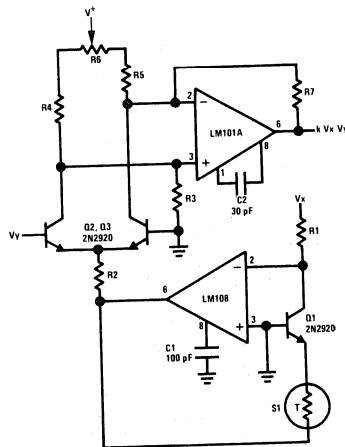 V+
R6
R5
R4
R7
2
−
LM101A
6
k Vx Vy
3
+
1
8
C2
30 pF
R3
Q2, Q3
2N2920
Vy
R2
Vx
R1
6
LM108
−
2
8
+
3
Q1
2N2920
C1
100 pF
S1
T